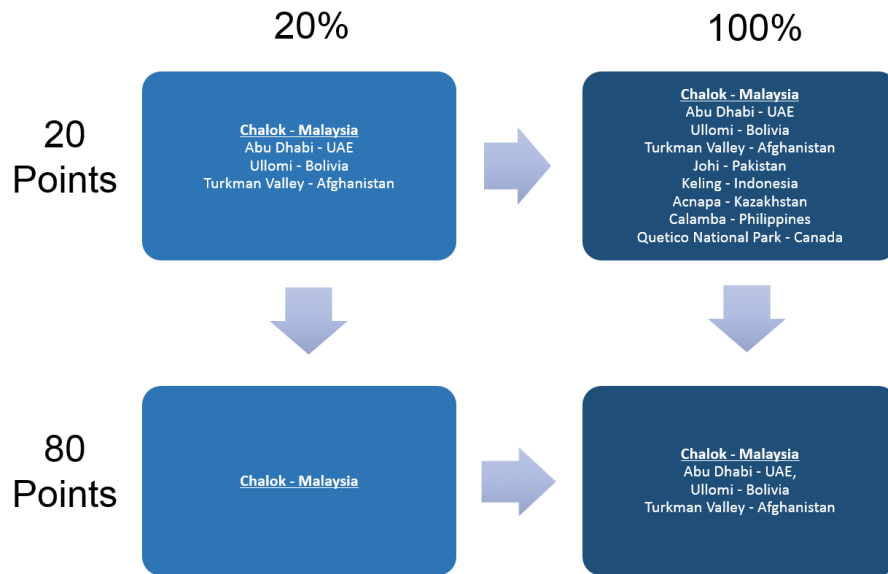 20%
100%
20
Points
Chalok - Malaysia
Abu Dhabi - UAE
Ullomi - Bolivia
Turkman Valley - Afghanistan
Chalok - Malaysia
Abu Dhabi - UAE
Ullomi - Bolivia
Turkman Valley - Afghanistan
Johi - Pakistan
Keling - Indonesia
Acnapa - Kazakhstan
Calamba - Philippines
Quetico National Park - Canada
80
Points
Chalok - Malaysia
Chalok - Malaysia
Abu Dhabi - UAE,
Ullomi - Bolivia
Turkman Valley - Afghanistan